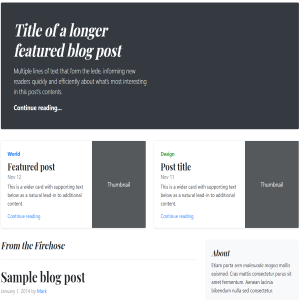 Title of a longer
featured blog post
Multiple lines of text that form the lede, informing new
readers quickly and efficiently about what's most interesting
in this post's contents.
Continue reading...
World
Featured post
Nov 12
This is a wider card with supporting text
below as a natural lead-in to additional
content.
Continue reading
Thumbnail
Design
Post title
Nov 11
This is a wider card with supporting text
below as a natural lead-in to additional
content.
Continue reading
Thumbnail
From the Firehose
Sample blog post
January 1, 2014 by Mark
About
Etiam porta sem malesuada magna mollis
euismod. Cras mattis consectetur purus sit
amet fermentum. Aenean lacinia
bibendum nulla sed consectetur.